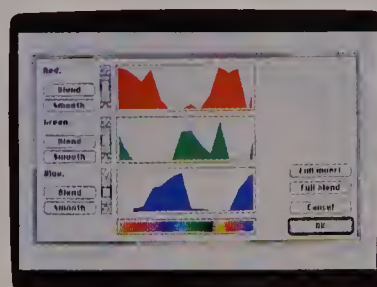 Red:
Blend
Smooth
Green:
Blend
Smooth
Blue:
Blend
Smooth
Full invert
Full blend
Cancel
OK